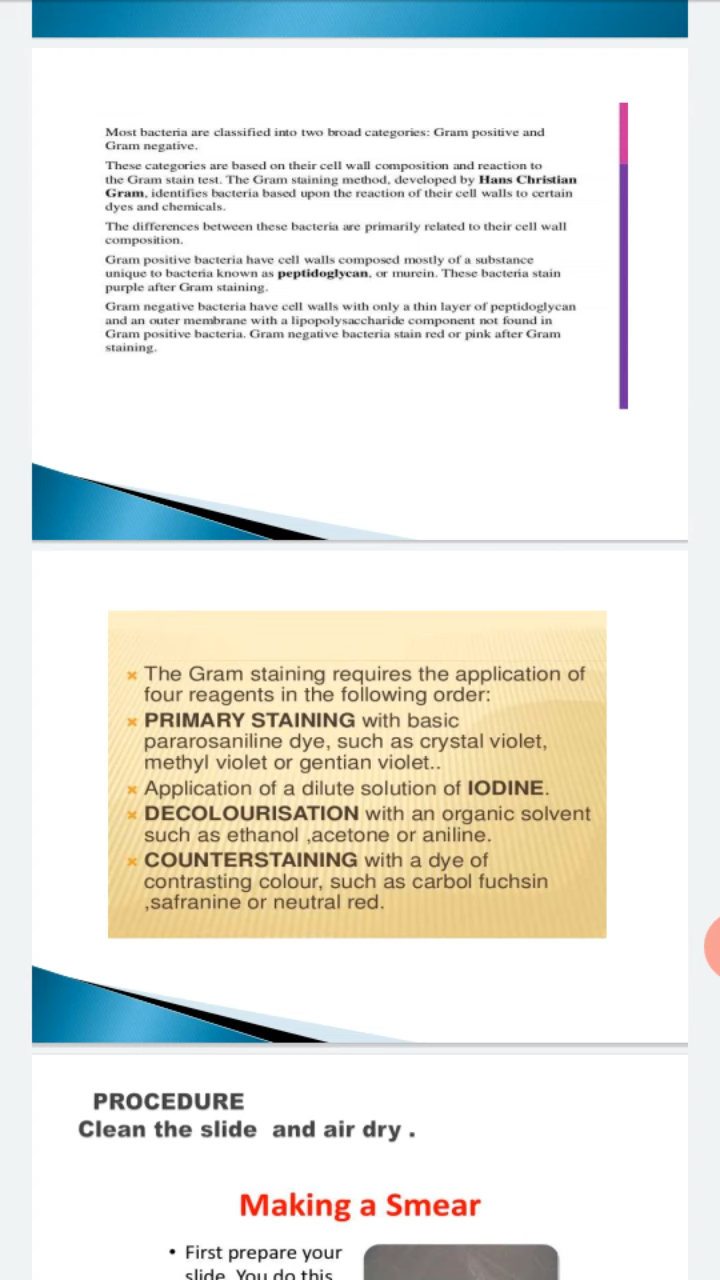 Most bacteria are classified into two broad categories: Gram positive and
Gram negative.
These categories are based on their cell wall composition and reaction to
the Gram stain test. The Gram staining method, developed by Hans Christian
Gram, identifies bacteria based upon the reaction of their cell walls to certain
dyes and chemicals.
The differences between these bacteria are primarily related to their cell wall
composition.
Gram positive bacteria have cell walls composed mostly of a substance
unique to bacteria known as peptidoglycan, or murein. These bacteria stain
purple after Gram staining.
Gram negative bacteria have cell walls with only a thin layer of peptidoglycan
and an outer membrane with a lipopolysaccharide component not found in
Gram positive bacteria. Gram negative bacteria stain red or pink after Gram
staining.
The Gram staining requires the application of
four reagents in the following order:
PRIMARY STAINING with basic
pararosaniline dye, such as crystal violet,
methyl violet or gentian violet..
Application of a dilute solution of IODINE.
DECOLOURISATION with an organic solvent
such as ethanol ,acetone or aniline.
COUNTERSTAINING with a dye of
contrasting colour, such as carbol fuchsin
,safranine or neutral red.
PROCEDURE
Clean the slide and air dry .
Making a Smear
• First prepare your
slide. You do this